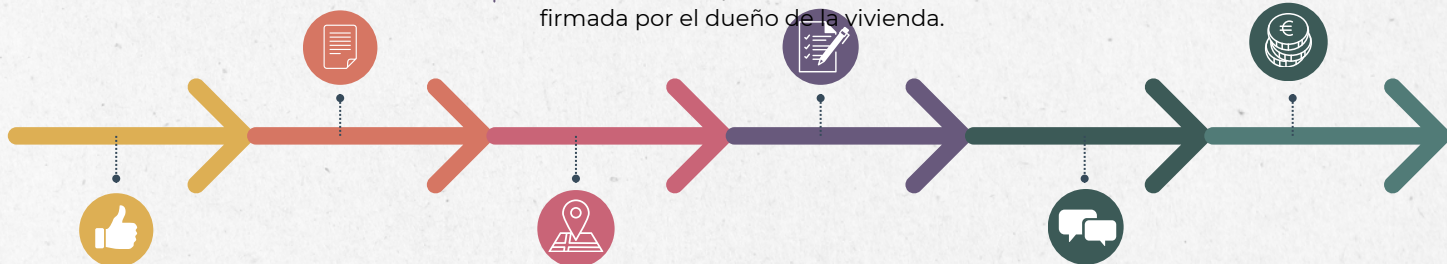 firmada por el dueño de la vivienda.
€